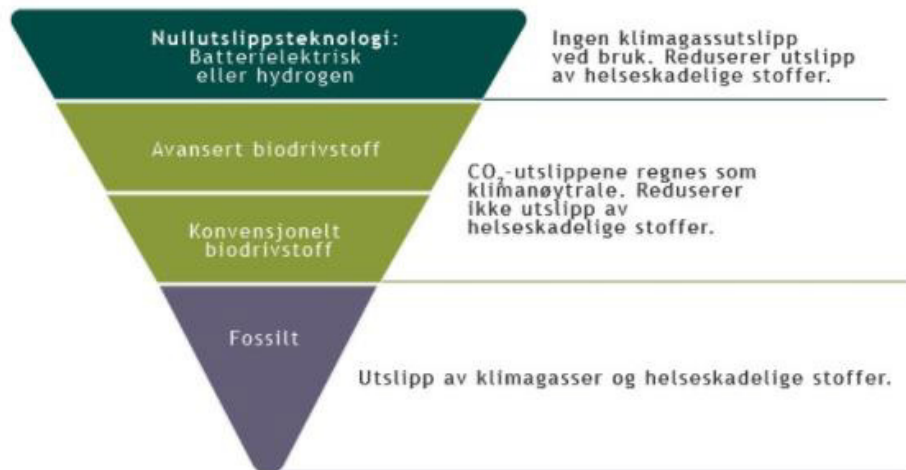 Nullutslippsteknologi:
Batterielektrisk
eller hydrogen
Ingen klimagassutslipp
ved bruk. Reduserer utslipp
av helseskadelige stoffer.
Avansert biodrivstoff
Konvensjonelt
biodrivstoff
CO₂-utslippene regnes som
klimanøytrale. Reduserer
ikke utslipp av
helseskadelige stoffer.
Fossilt
Utslipp av klimagasser og helseskadelige stoffer.